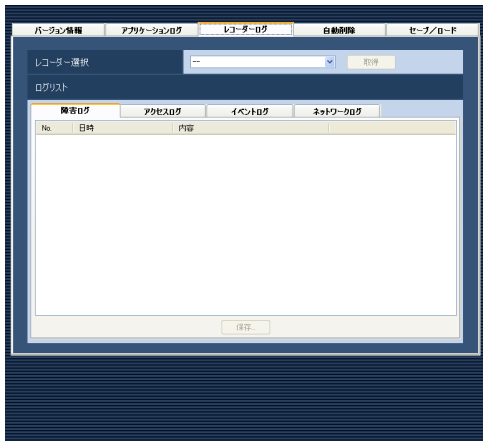 バージョン情報 アプリケーションログ レコーダーログ 自動削除 セーブ/ロード
レコーダー選択 -- 取得
ログリスト
障害ログ アクセスログ イベントログ ネットワークログ
No. 日時 内容
保存...